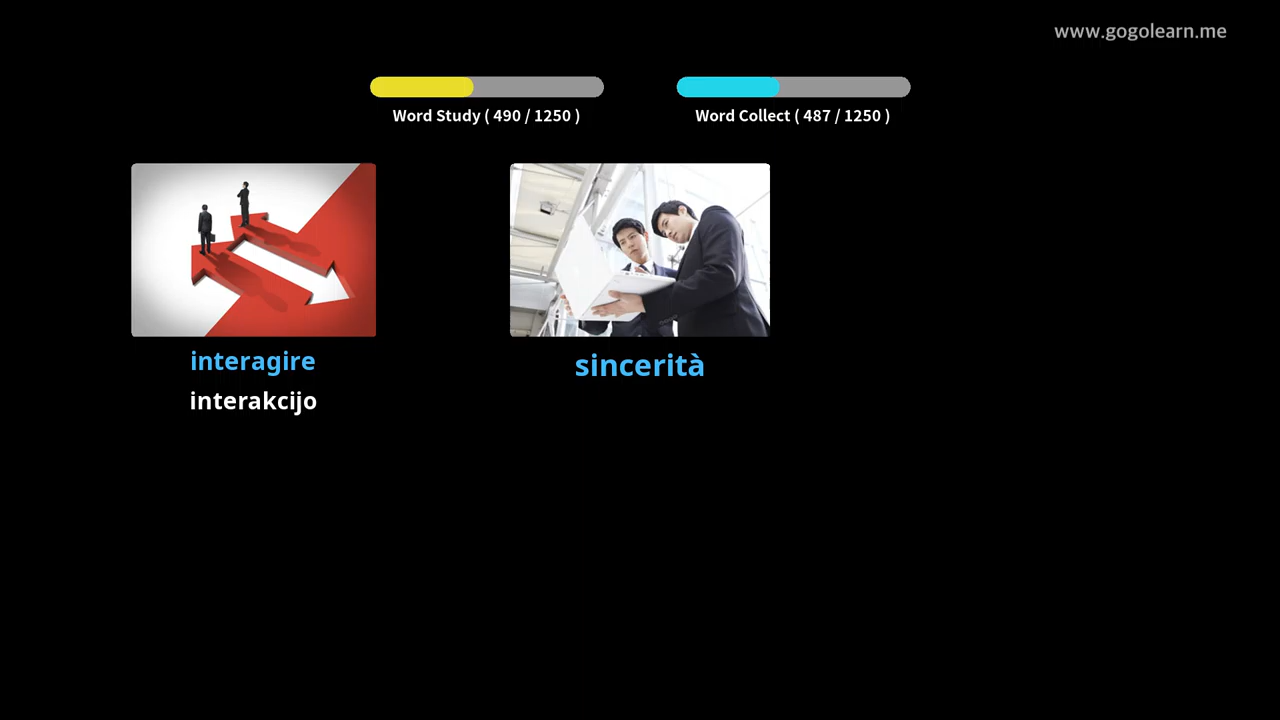 www.gogolearn.me
Word Study ( 490 / 1250 )
Word Collect ( 487 / 1250 )
interagire
interakcijo
sincerità